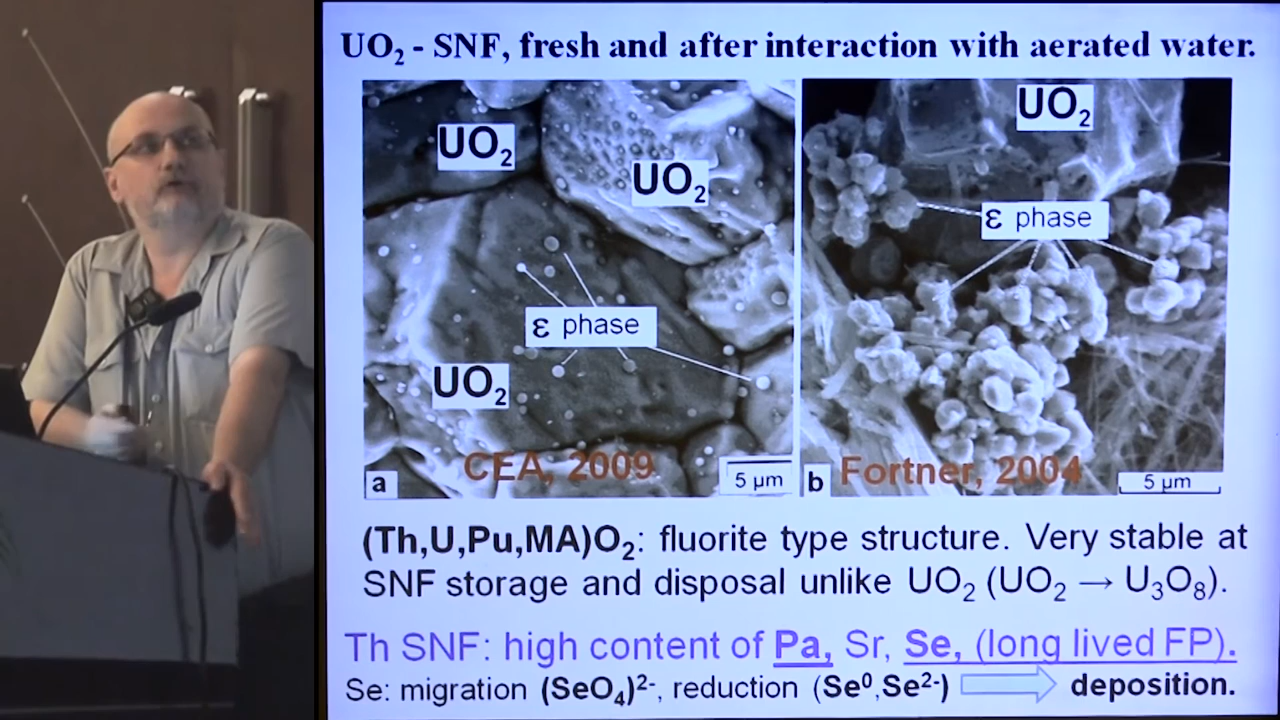 UO₂ - SNF, fresh and after interaction with aerated water.
UO₂
UO₂
ε phase
UO₂
CEA, 2009
a
5 µm
UO₂
ε phase
b
Fortner, 2004
5 µm
(Th,U,Pu,MA)O₂: fluorite type structure. Very stable at
SNF storage and disposal unlike UO₂ (UO₂ → U₃O₈).
Th SNF: high content of Pa, Sr, Se, (long lived FP).
Se: migration (SeO₄)²⁻, reduction (Se⁰,Se²⁻) deposition.